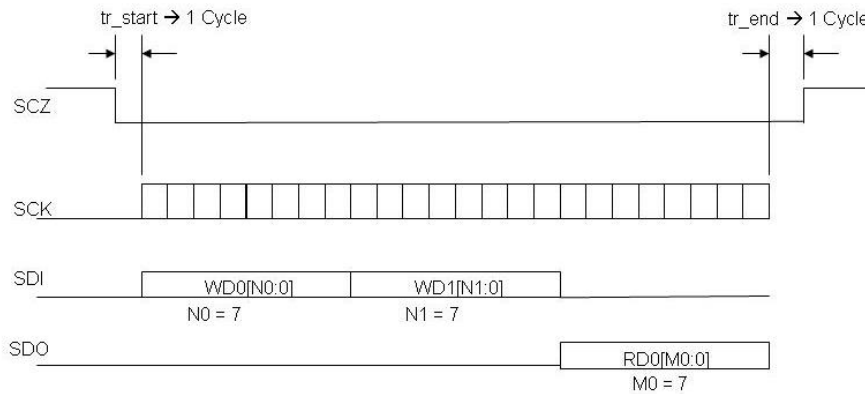 tr_start → 1 Cycle
tr_end → 1 Cycle
SCZ
SCK
SDI
WD0[N0:0]
WD1[N1:0]
N0 = 7
N1 = 7
SDO
RD0[M0:0]
M0 = 7